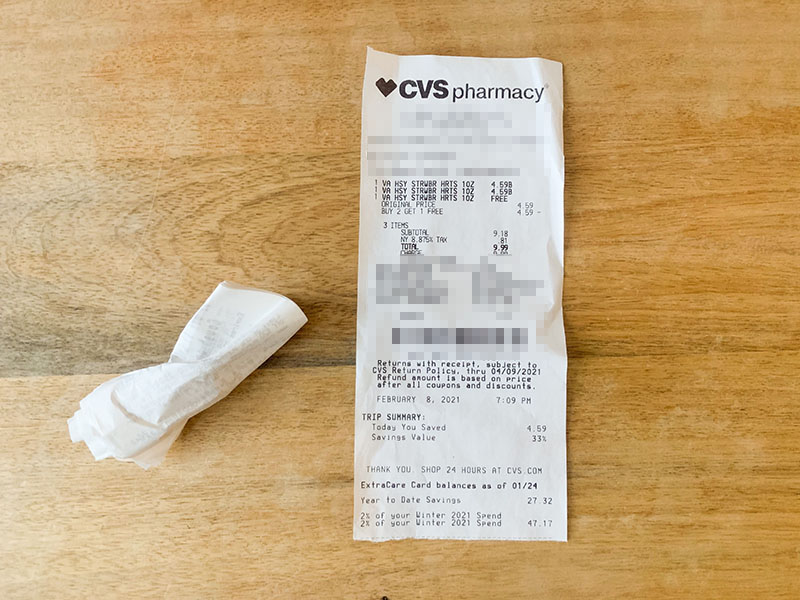 CVS pharmacy
1 VA HSY STRWBR HRTS 10Z 4.59B
1 VA HSY STRWBR HRTS 10Z 4.59B
1 VA HSY STRWBR HRTS 10Z FREE
ORIGINAL PRICE 4.59
BUY 2 GET 1 FREE 4.59 -
3 ITEMS
SUBTOTAL 9.18
NY 8.875% TAX .81
TOTAL 9.99
Returns with receipt, subject to
CVS Return Policy, thru 04/09/2021
Refund amount is based on price
after all coupons and discounts.
FEBRUARY 8, 2021 7:09 PM
TRIP SUMMARY:
Today You Saved 4.59
Savings Value 33%
THANK YOU. SHOP 24 HOURS AT CVS.COM
ExtraCare Card balances as of 01/24
Year to Date Savings 27.32
2% of your Winter 2021 Spend
2% of your Winter 2021 Spend 47.17